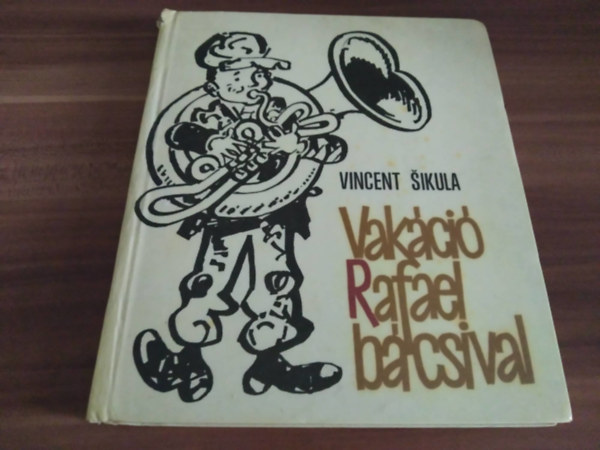 VINCENT ŠIKULA
Vakáció
Rafael
bácsival